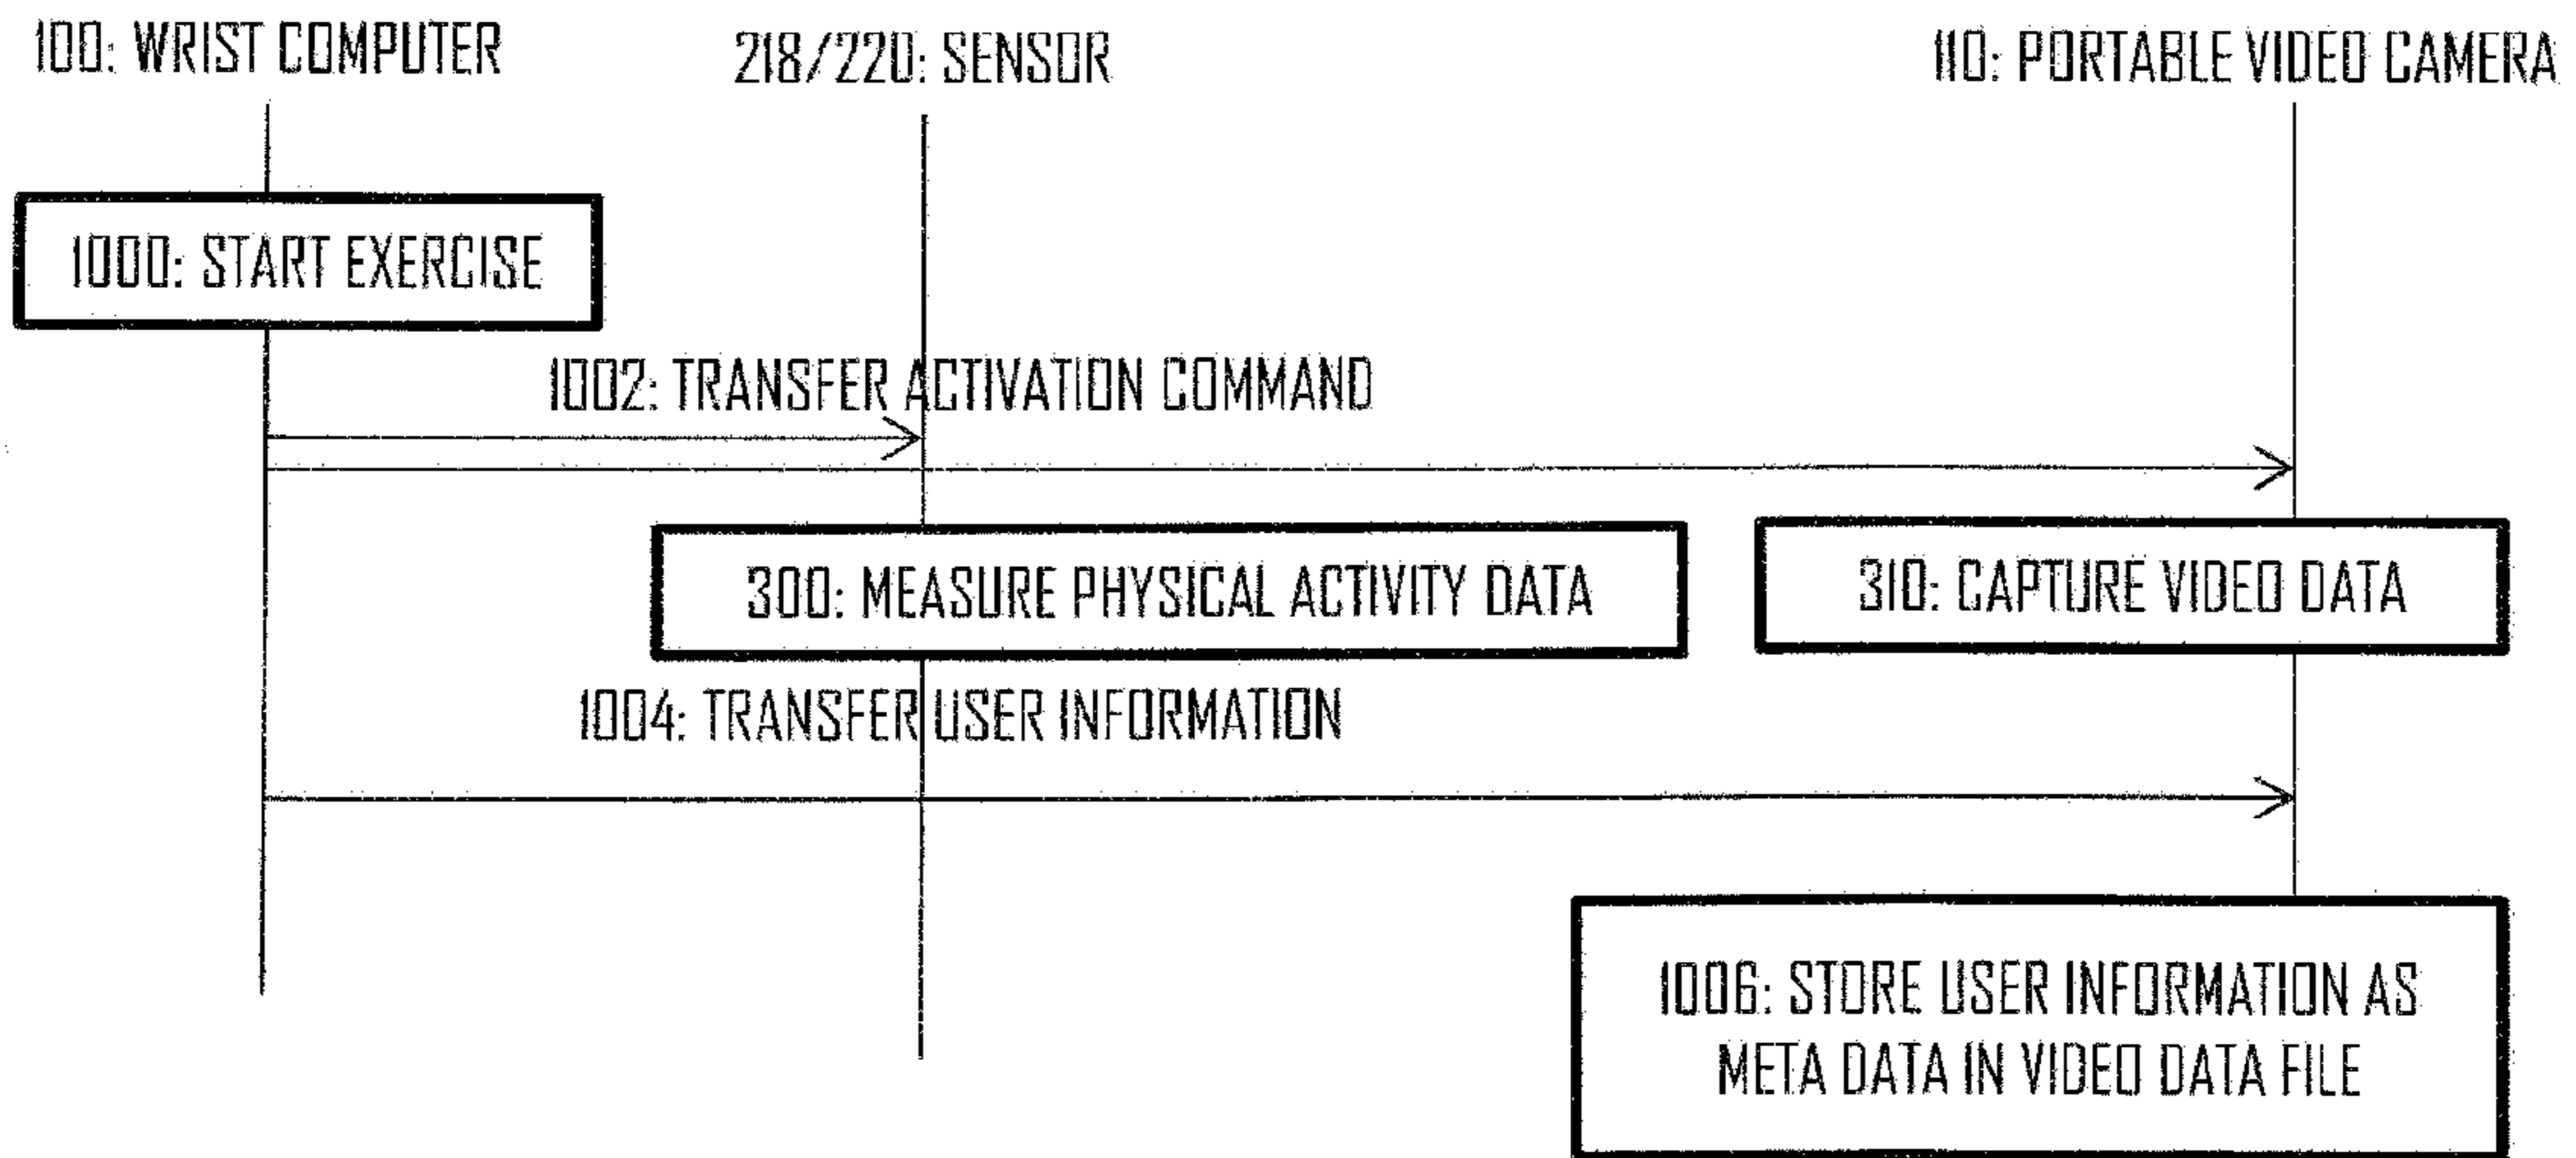 100: WRIST COMPUTER
218/220: SENSOR
110: PORTABLE VIDEO CAMERA
1000: START EXERCISE
1002: TRANSFER ACTIVATION COMMAND
300: MEASURE PHYSICAL ACTIVITY DATA
310: CAPTURE VIDEO DATA
1004: TRANSFER USER INFORMATION
1006: STORE USER INFORMATION AS
META DATA IN VIDEO DATA FILE